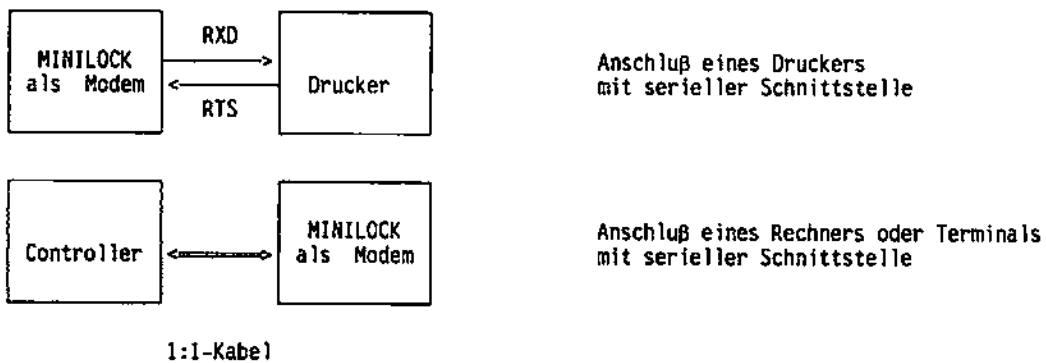 MINILOCK
als Modem
RXD
RTS
Drucker
Anschluß eines Druckers
mit serieller Schnittstelle
Controller
MINILOCK
als Modem
Anschluß eines Rechners oder Terminals
mit serieller Schnittstelle
1:1-Kabel